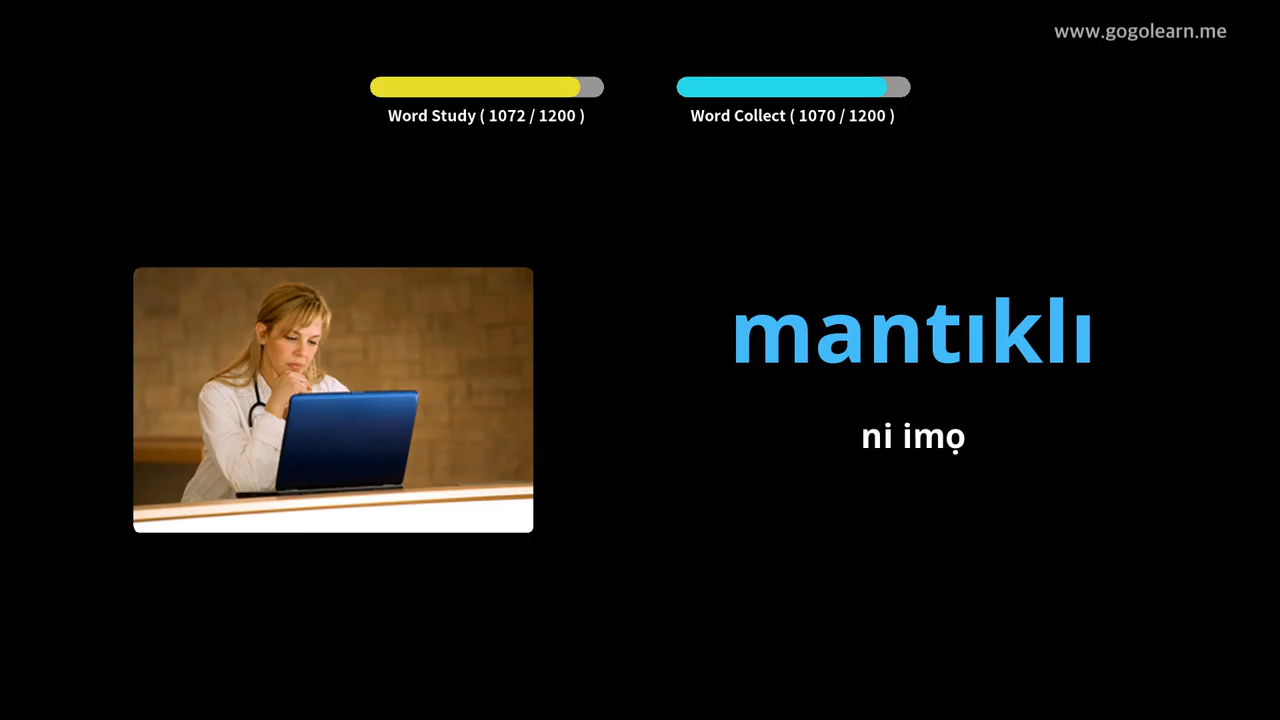 www.gogolearn.me
Word Study ( 1072 / 1200 )
Word Collect ( 1070 / 1200 )
mantıklı
ni imọ